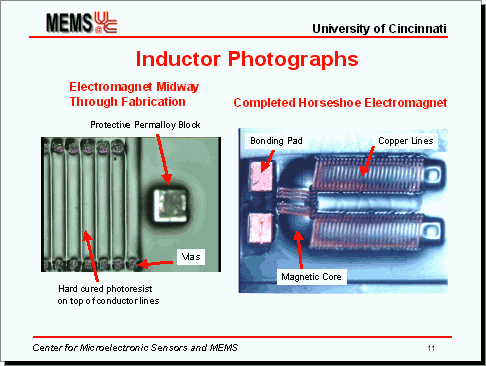 MEMS UC
@
University of Cincinnati
Inductor Photographs
Electromagnet Midway
Through Fabrication
Completed Horseshoe Electromagnet
Protective Permalloy Block
Bonding Pad
Copper Lines
Vias
Magnetic Core
Hard cured photoresist
on top of conductor lines
Center for Microelectronic Sensors and MEMS
11